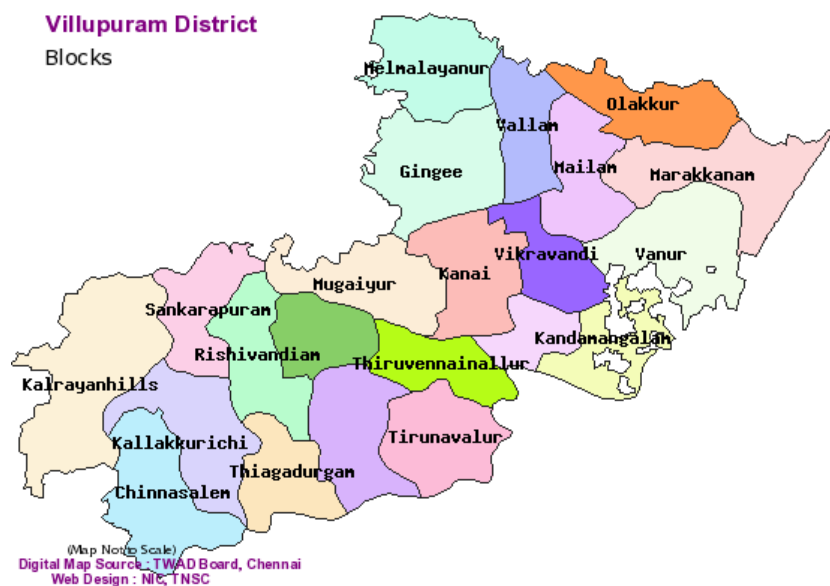 Villupuram District
Blocks
Melmalayanur
Olakkur
Vallam
Gingee
Mailam
Marakkanam
Vikravandi
Vanur
Kanai
Mugaiyur
Sankarapuram
Kandamangalam
Rishivandiam
Thiruvennainallur
Kalrayanhills
Kallakkurichi
Tirunavalur
Thiagadurgam
Chinnasalem
(Map Not to Scale)
Digital Map Source : TWAD Board, Chennai
Web Design : NIC, TNSC